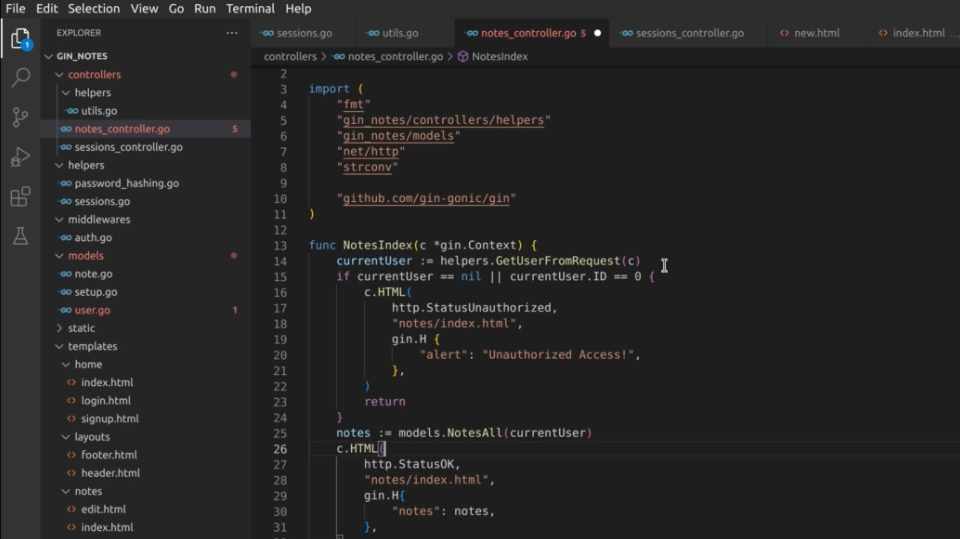 File Edit Selection View Go Run Terminal Help
EXPLORER ...
sessions.go utils.go notes_controller.go 5 sessions_controller.go new.html index.html ...
1
GIN_NOTES
controllers > notes_controller.go > NotesIndex
controllers
helpers
utils.go
notes_controller.go 5
sessions_controller.go
helpers
password_hashing.go
sessions.go
middlewares
auth.go
models
note.go
setup.go
user.go 1
static
templates
home
index.html
login.html
signup.html
layouts
footer.html
header.html
notes
edit.html
index.html
2
3 import (
4 "fmt"
5 "gin_notes/controllers/helpers"
6 "gin_notes/models"
7 "net/http"
8 "strconv"
9
10 "github.com/gin-gonic/gin"
11 )
12
13 func NotesIndex(c *gin.Context) {
14 currentUser := helpers.GetUserFromRequest(c)
15 if currentUser == nil || currentUser.ID == 0 {
16 c.HTML(
17 http.StatusUnauthorized,
18 "notes/index.html",
19 gin.H {
20 "alert": "Unauthorized Access!",
21 },
22 )
23 return
24 }
25 notes := models.NotesAll(currentUser)
26 c.HTML(
27 http.StatusOK,
28 "notes/index.html",
29 gin.H{
30 "notes": notes,
31 },